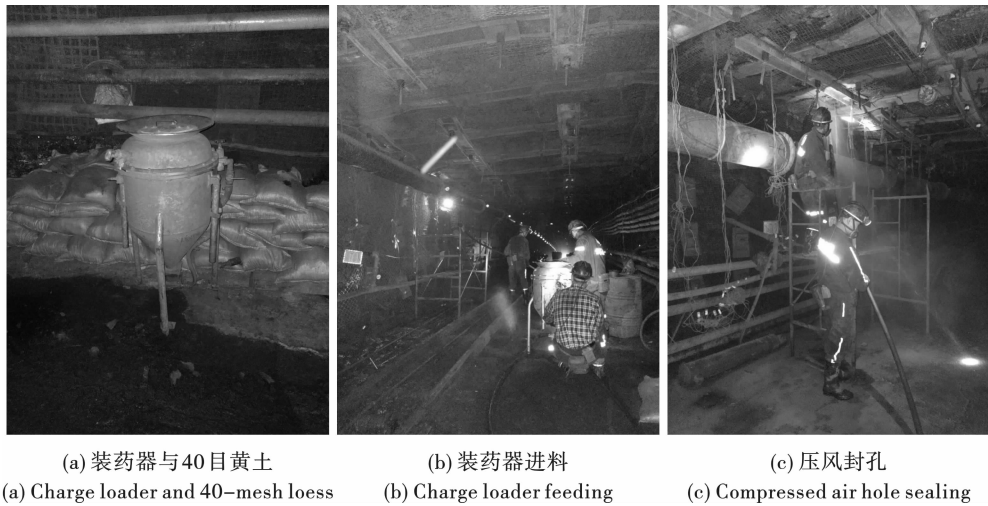 (a) 装药器与40目黄土
(b) 装药器进料
(c) 压风封孔
(a) Charge loader and 40-mesh loess
(b) Charge loader feeding
(c) Compressed air hole sealing